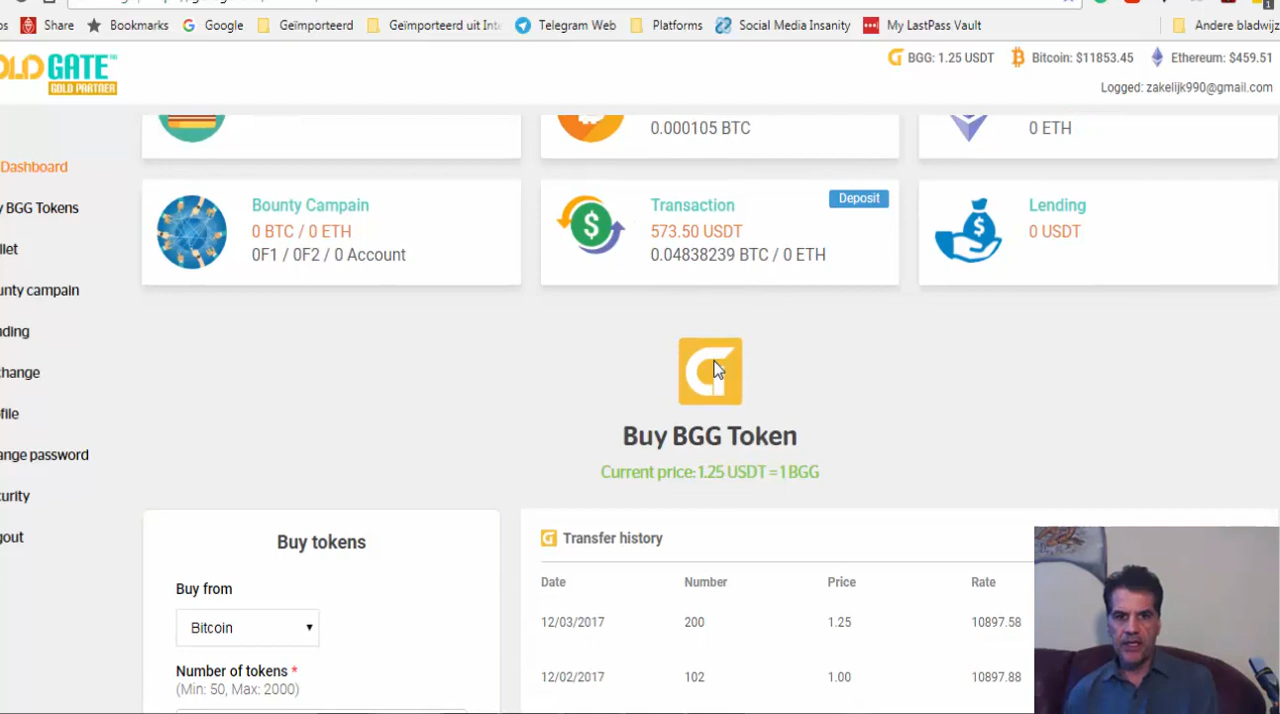 Share Bookmarks Google Geïmporteerd Geïmporteerd uit Inte Telegram Web Platforms Social Media Insanity My LastPass Vault Andere bladwijz
OLD GATE
GOLD PARTNER
BGG: 1.25 USDT Bitcoin: $11853.45 Ethereum: $459.51
Logged: zakelijk990@gmail.com
0.000105 BTC
0 ETH
Dashboard
y BGG Tokens
llet
unty campain
nding
change
file
ange password
curity
gout
Bounty Campain
0 BTC / 0 ETH
0F1 / 0F2 / 0 Account
Transaction
Deposit
573.50 USDT
0.04838239 BTC / 0 ETH
Lending
0 USDT
Buy BGG Token
Current price: 1.25 USDT = 1 BGG
Buy tokens
Buy from
Bitcoin
Number of tokens *
(Min: 50, Max: 2000)
Transfer history
Date Number Price Rate
12/03/2017 200 1.25 10897.58
12/02/2017 102 1.00 10897.88